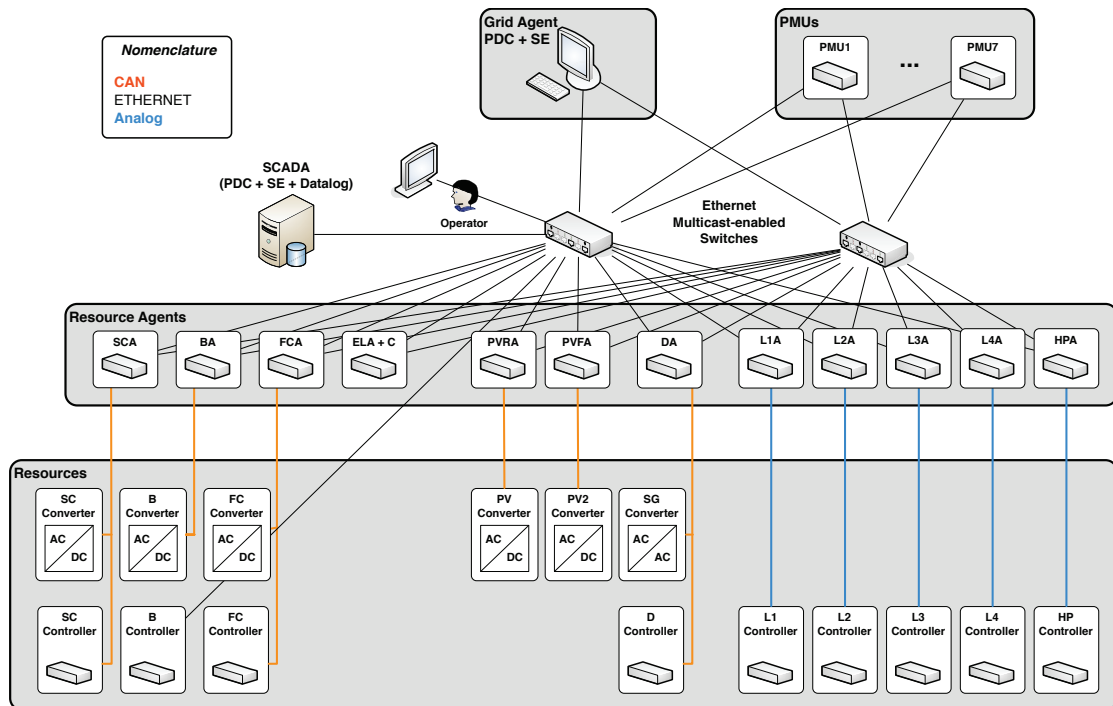 Nomenclature
CAN
ETHERNET
Analog
Grid Agent
PDC + SE
PMUs
PMU1
...
PMU7
SCADA
(PDC + SE + Datalog)
Operator
Ethernet
Multicast-enabled
Switches
Resource Agents
SCA
BA
FCA
ELA + C
PVRA
PVFA
DA
L1A
L2A
L3A
L4A
HPA
Resources
SC
Converter
AC
DC
B
Converter
AC
DC
FC
Converter
AC
DC
PV
Converter
AC
DC
PV2
Converter
AC
DC
SG
Converter
AC
AC
SC
Controller
B
Controller
FC
Controller
D
Controller
L1
Controller
L2
Controller
L3
Controller
L4
Controller
HP
Controller